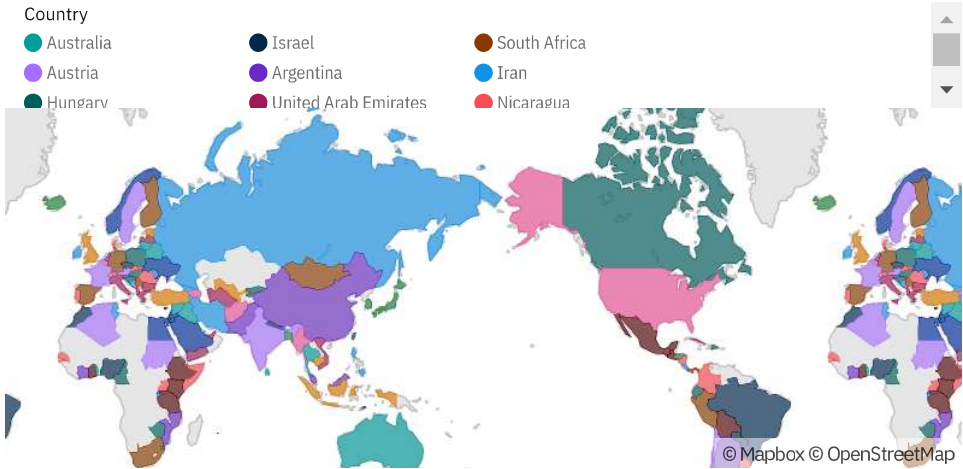 Country
Australia Israel South Africa
Austria Argentina Iran
Hungary United Arab Emirates Nicaragua
© Mapbox © OpenStreetMap